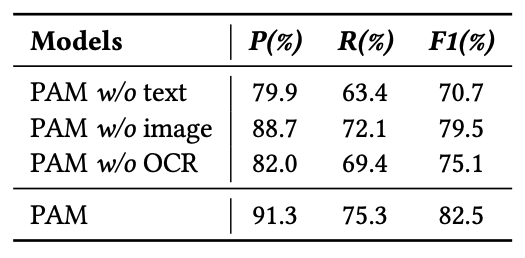 Models P(%) R(%) F1(%)
PAM w/o text 79.9 63.4 70.7
PAM w/o image 88.7 72.1 79.5
PAM w/o OCR 82.0 69.4 75.1
PAM 91.3 75.3 82.5